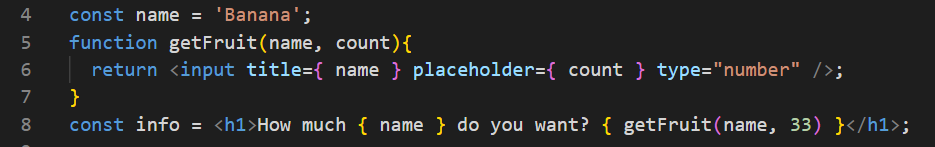 4 const name = 'Banana';
5 function getFruit(name, count){
6 return <input title={ name } placeholder={ count } type="number" />;
7 }
8 const info = <h1>How much { name } do you want? { getFruit(name, 33) }</h1>;